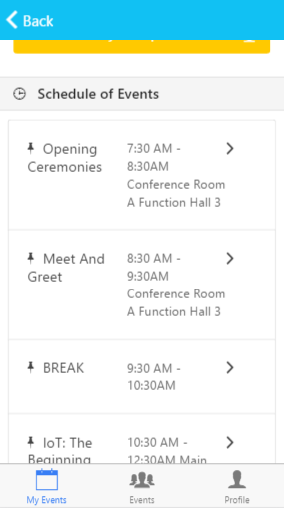 Back
Schedule of Events
Opening
Ceremonies
7:30 AM -
8:30AM
Conference Room
A Function Hall 3
Meet And
Greet
8:30 AM -
9:30AM
Conference Room
A Function Hall 3
BREAK
9:30 AM -
10:30AM
IoT: The
Beginning
10:30 AM -
12:30AM Main
My Events
Events
Profile